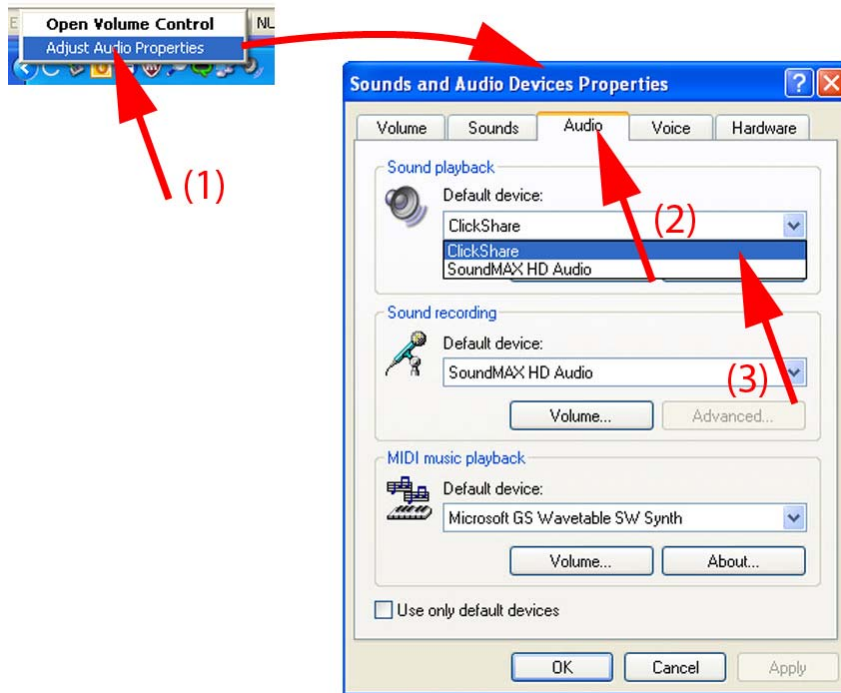 Open Volume Control
NU
Adjust Audio Properties
(1)
Sounds and Audio Devices Properties
Volume Sounds Audio Voice Hardware
Sound playback
Default device:
ClickShare
ClickShare
SoundMAX HD Audio
(2)
Sound recording
Default device:
SoundMAX HD Audio
(3)
Volume... Advanced...
MIDI music playback
Default device:
Microsoft GS Wavetable SW Synth
Volume... About...
Use only default devices
OK Cancel Apply